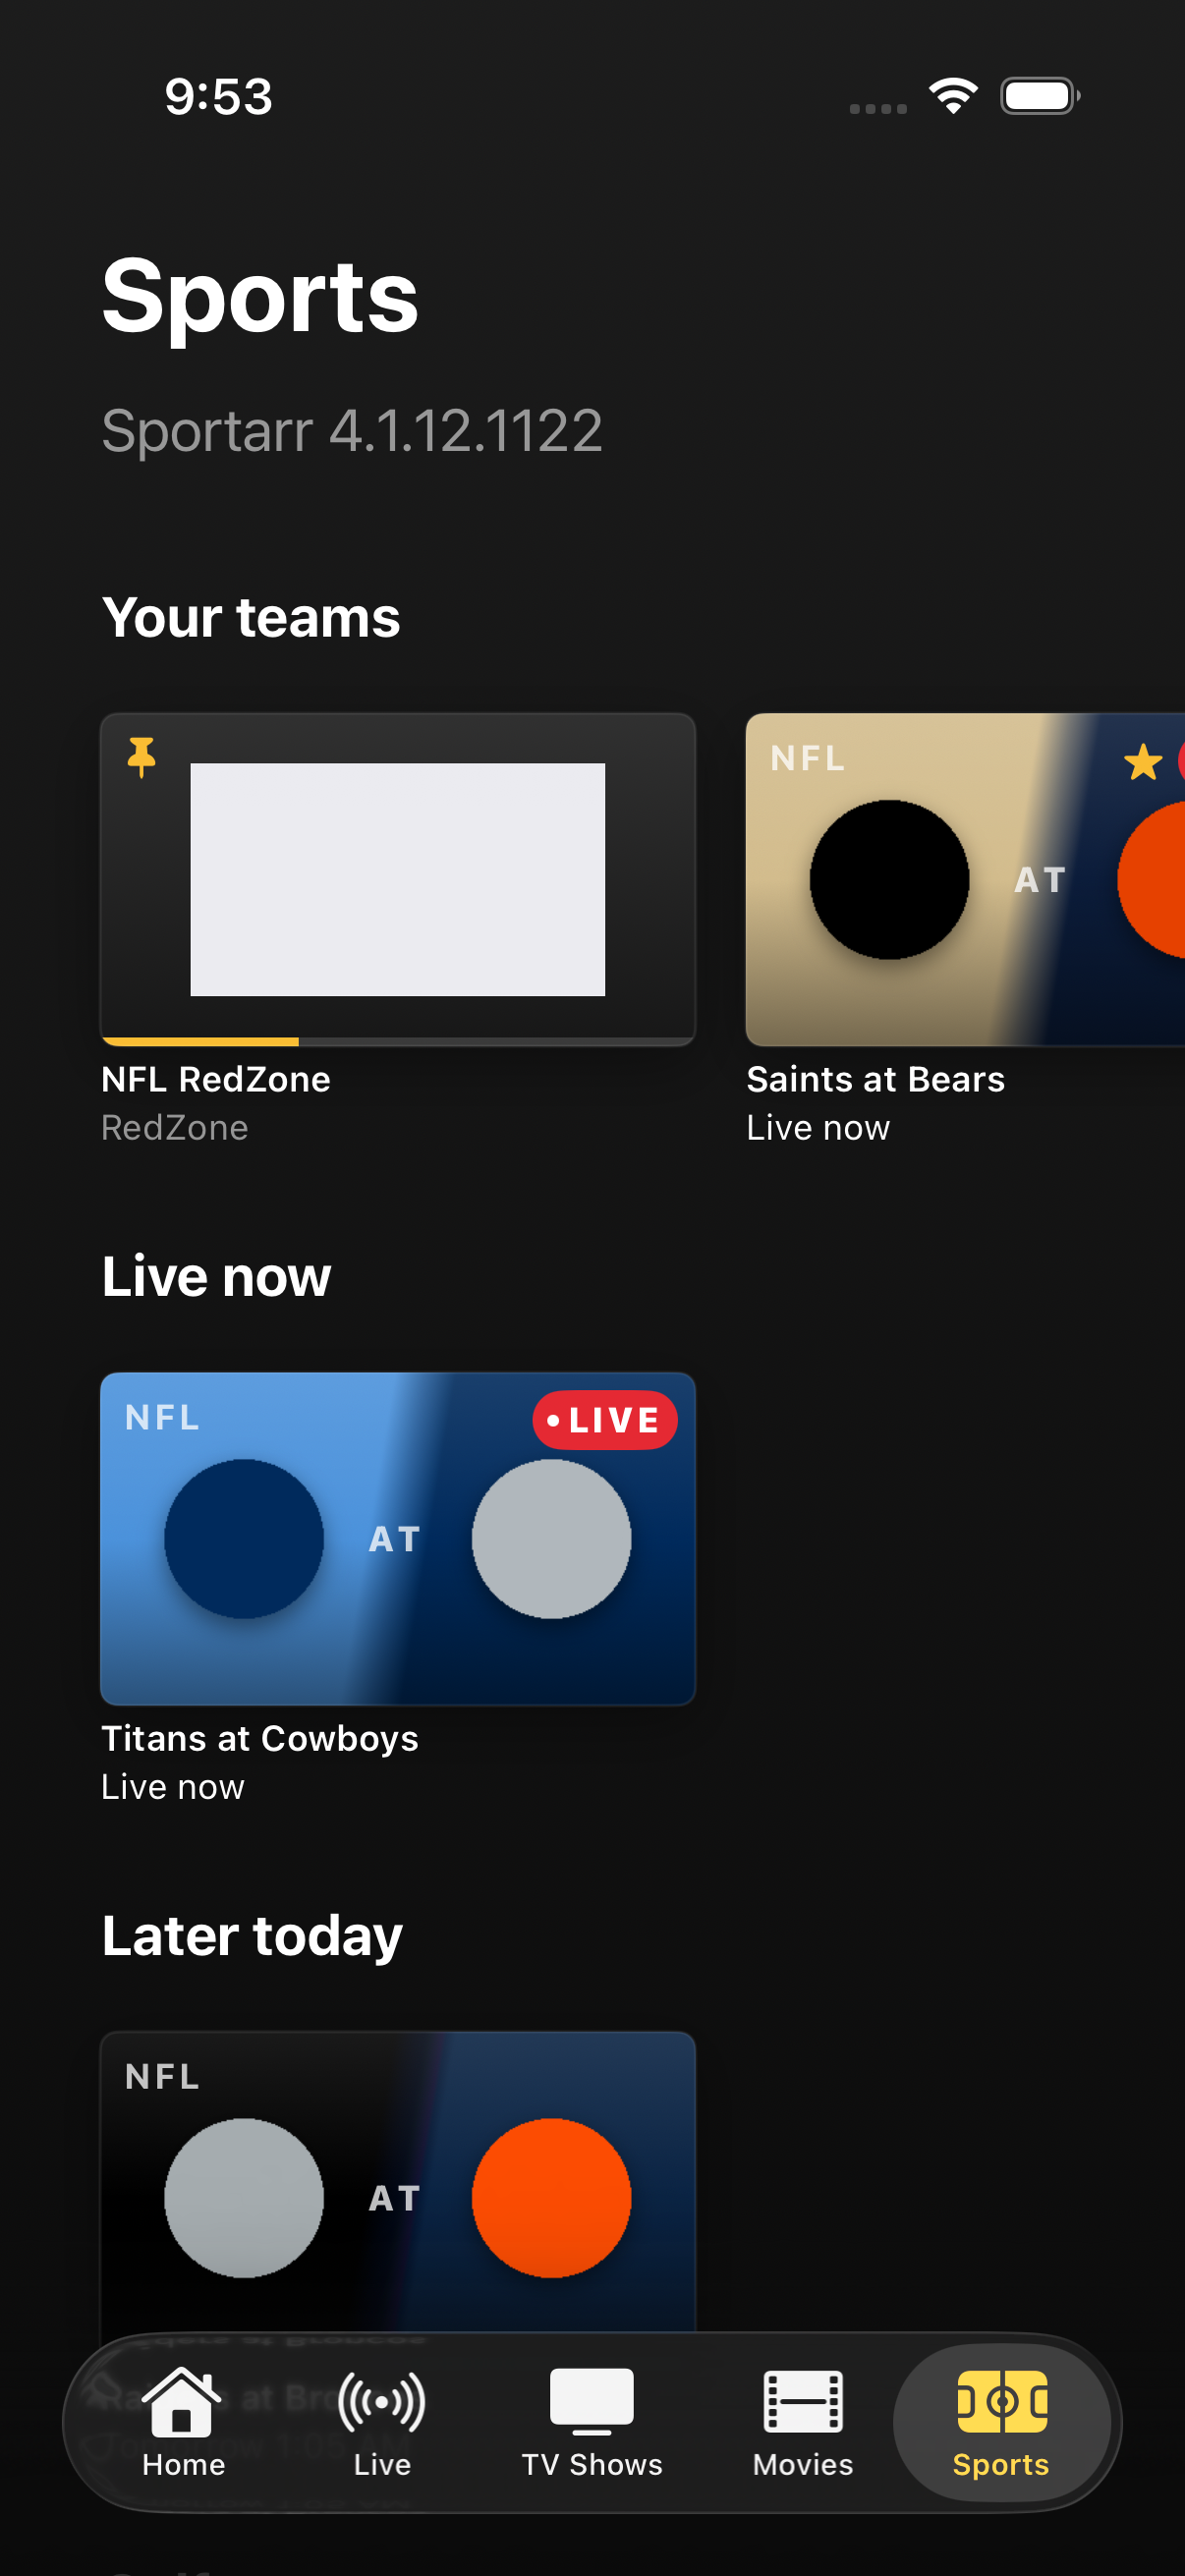 9:53
Sports
Sportarr 4.1.12.1122
Your teams
NFL
AT
NFL RedZone
RedZone
Saints at Bears
Live now
Live now
NFL
LIVE
AT
Titans at Cowboys
Live now
Later today
NFL
AT
Home
Live
TV Shows
Movies
Sports